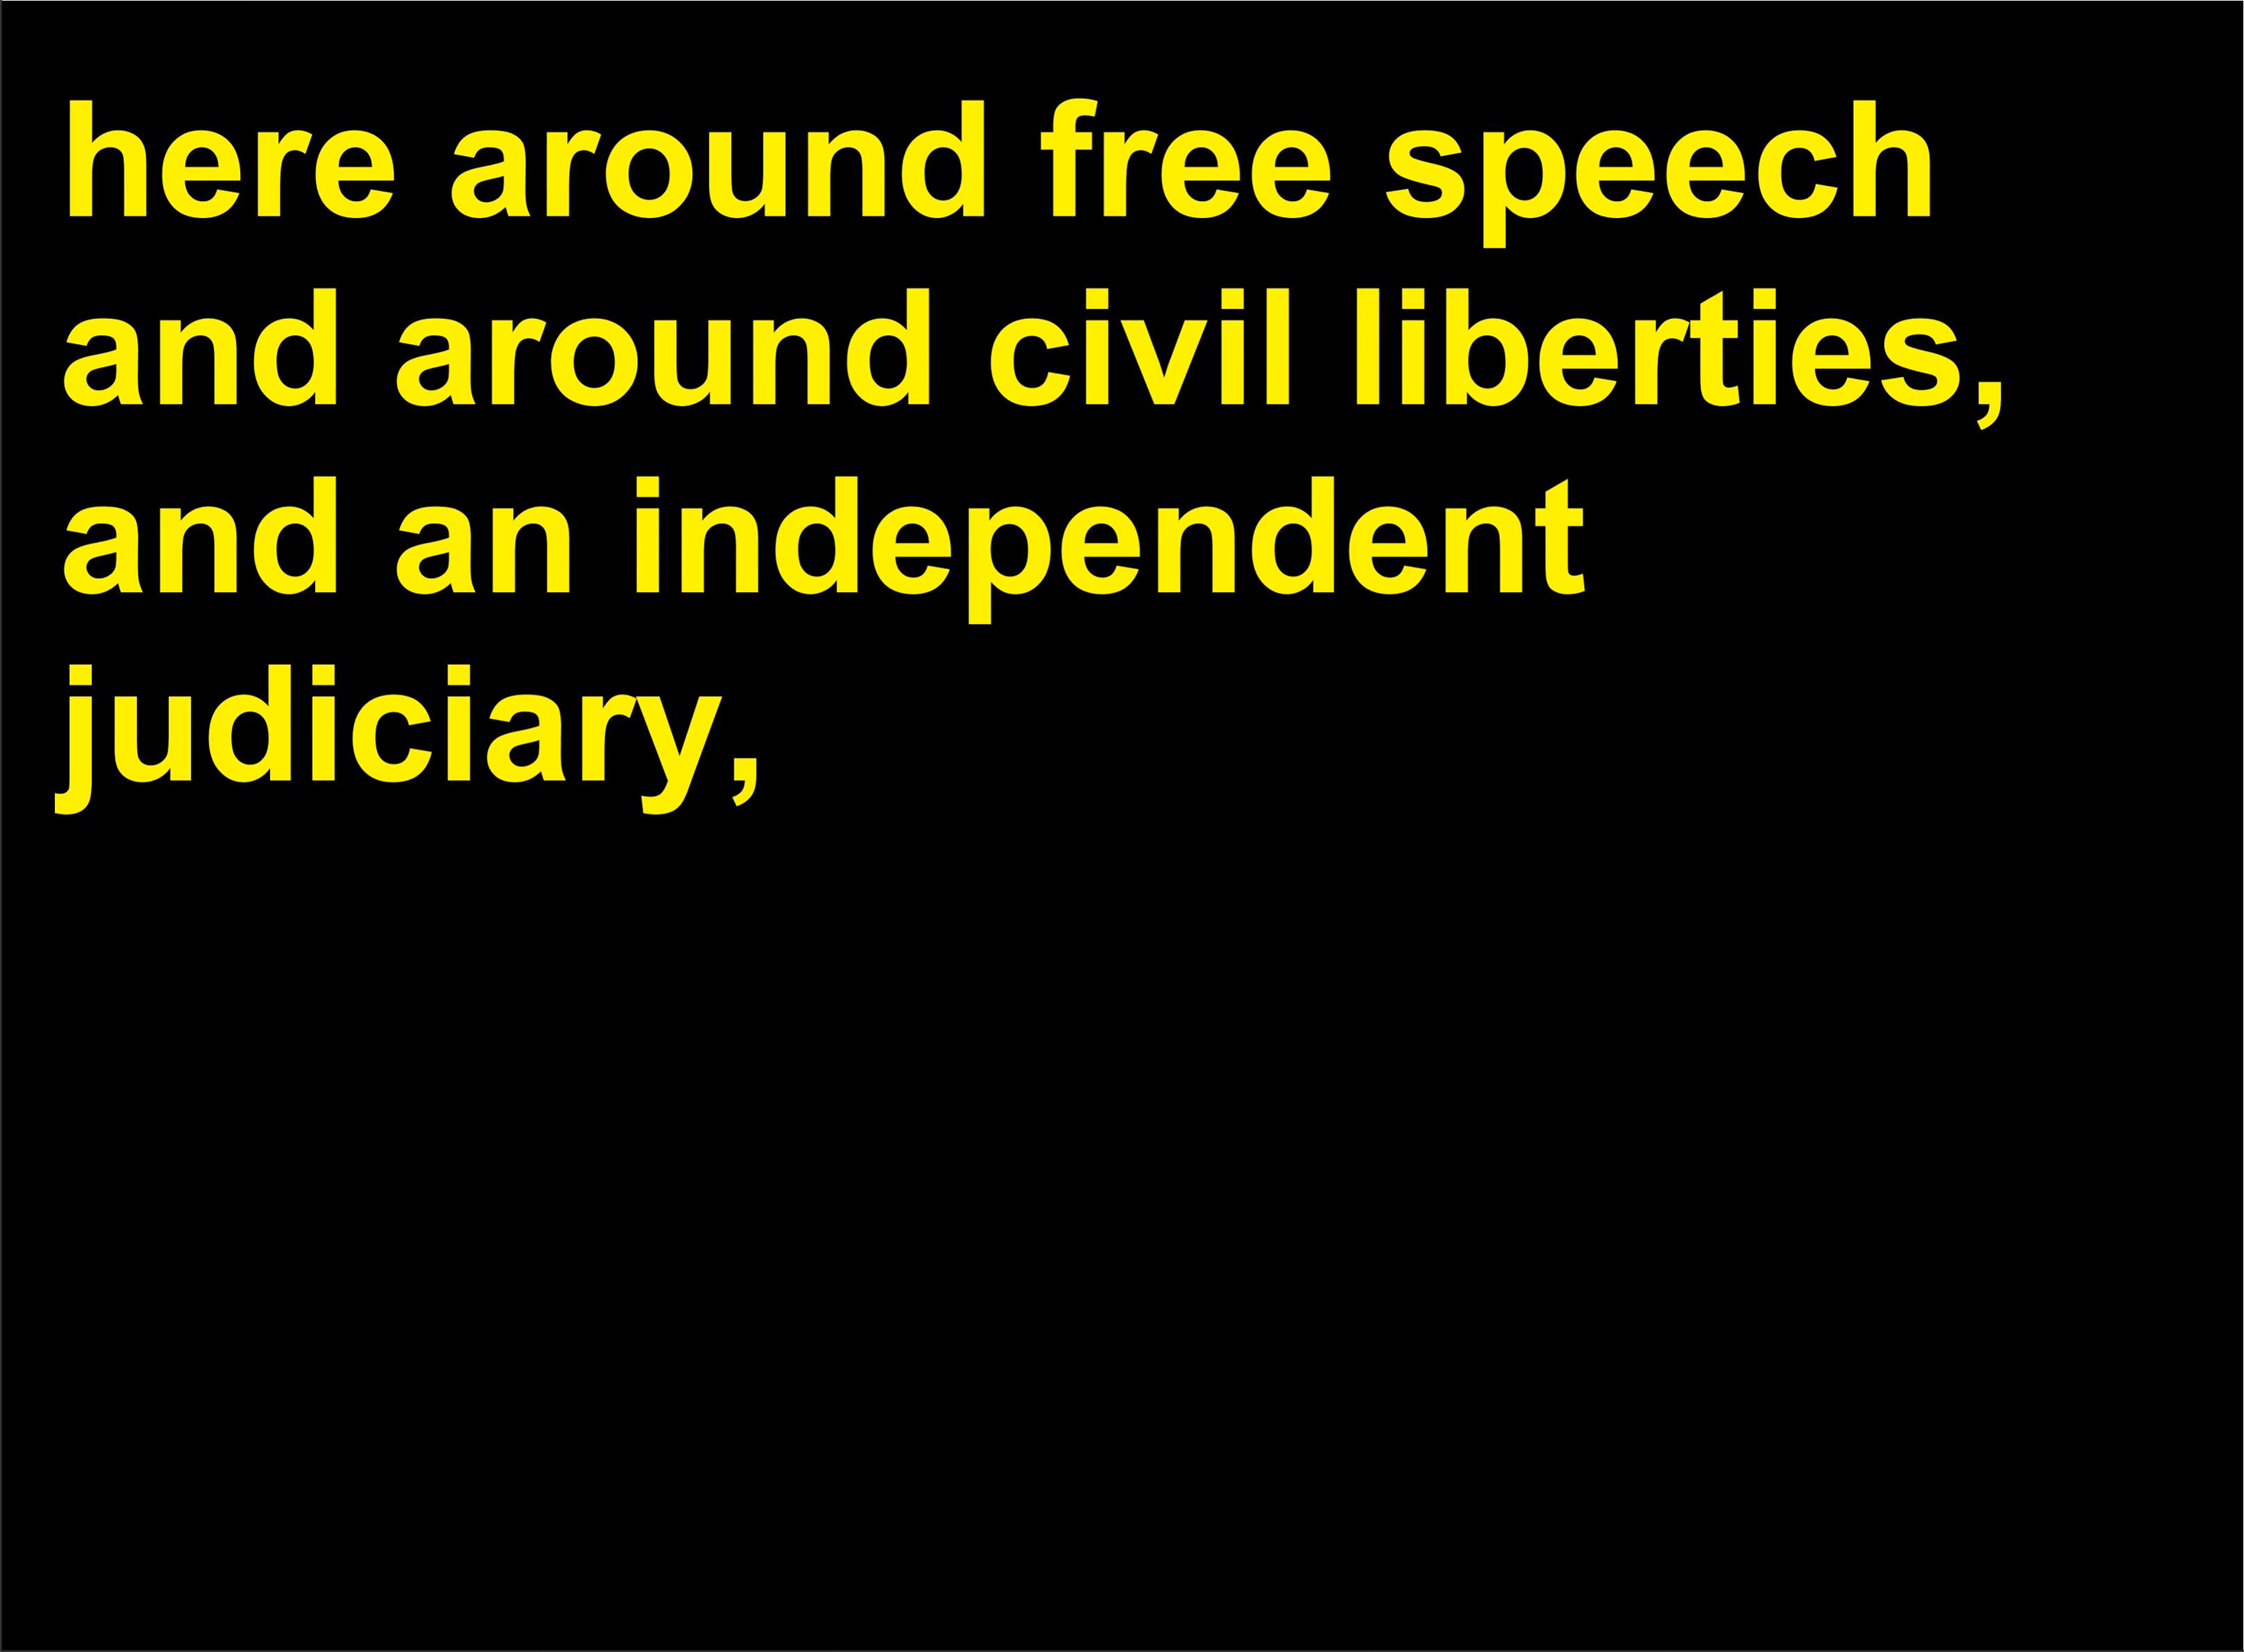 here around free speech
and around civil liberties,
and an independent
judiciary,